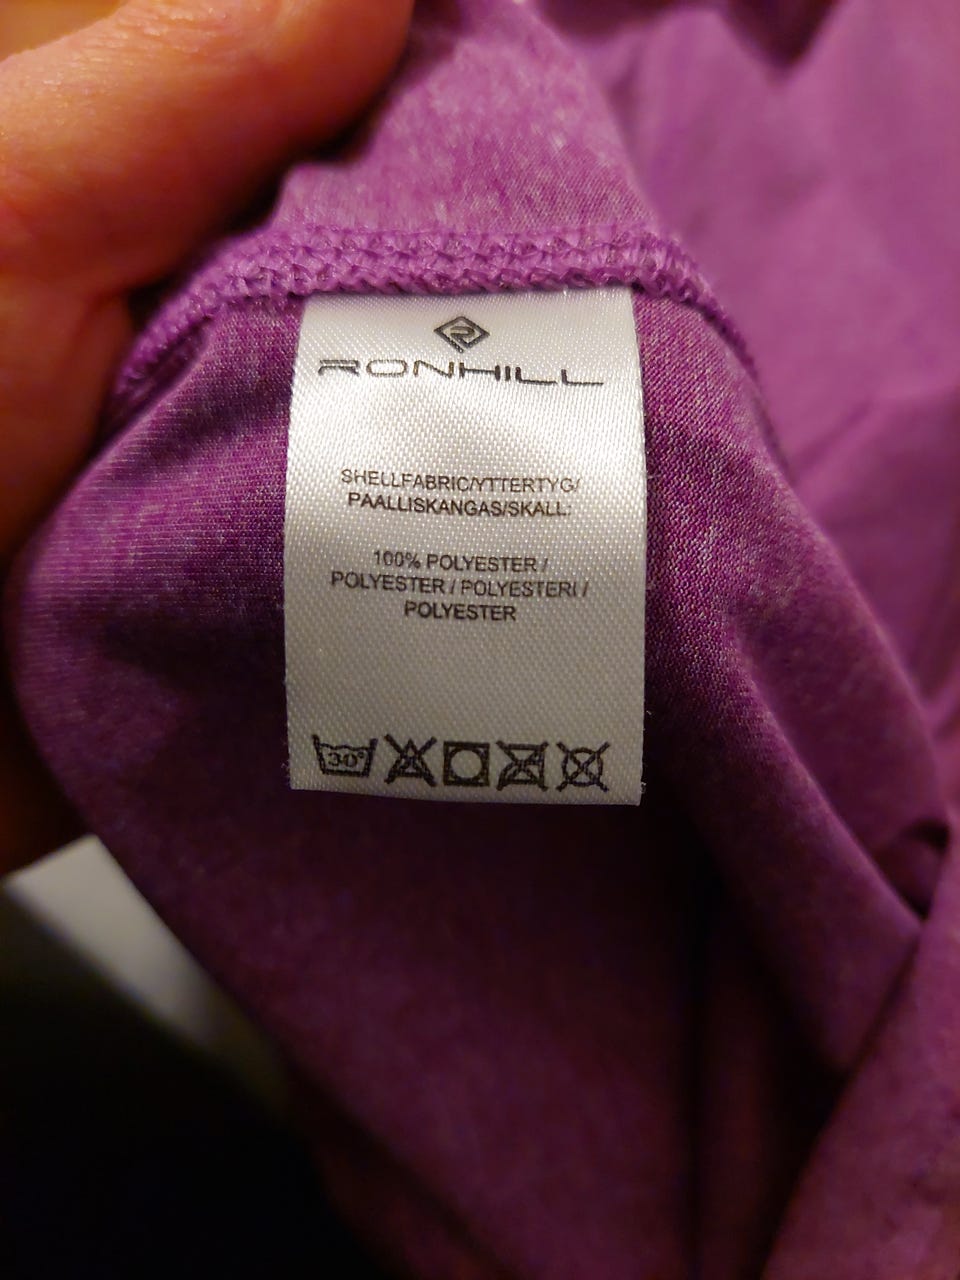 RONHILL
SHELLFABRIC/YTTERTYG/
PAALLISKANGAS/SKALL:
100% POLYESTER /
POLYESTER / POLYESTERI /
POLYESTER
30°